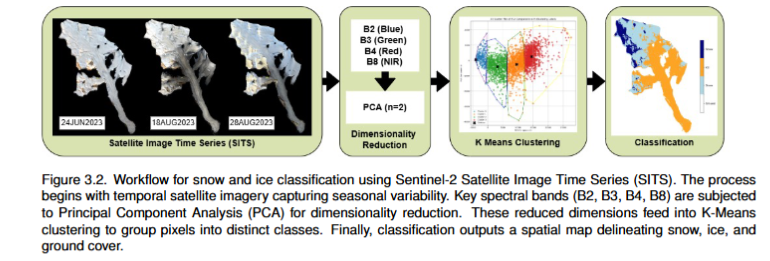 B2 (Blue)
B3 (Green)
B4 (Red)
B8 (NIR)
PCA (n=2)
24JUN2023
18AUG2023
28AUG2023
Satellite Image Time Series (SITS)
Dimensionality
Reduction
K Means Clustering
Classification
Figure 3.2. Workflow for snow and ice classification using Sentinel-2 Satellite Image Time Series (SITS). The process
begins with temporal satellite imagery capturing seasonal variability. Key spectral bands (B2, B3, B4, B8) are subjected
to Principal Component Analysis (PCA) for dimensionality reduction. These reduced dimensions feed into K-Means
clustering to group pixels into distinct classes. Finally, classification outputs a spatial map delineating snow, ice, and
ground cover.